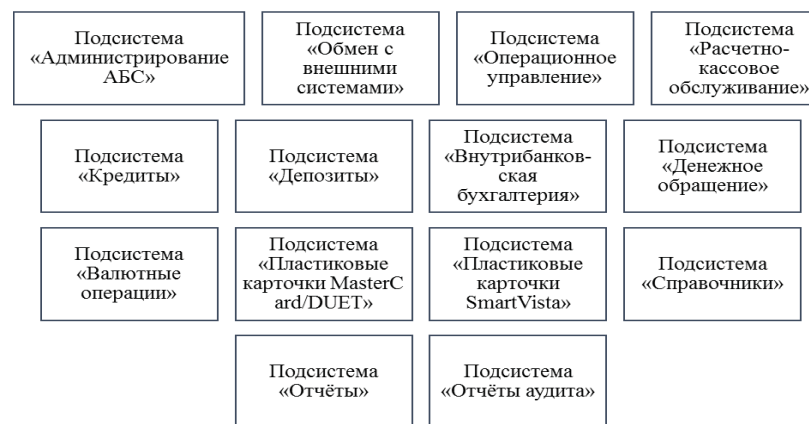 Подсистема
«Администрирование
АБС»
Подсистема
«Обмен с
внешними
системами»
Подсистема
«Операционное
управление»
Подсистема
«Расчетно-
кассовое
обслуживание»
Подсистема
«Кредиты»
Подсистема
«Депозиты»
Подсистема
«Внутрибанков-
ская
бухгалтерия»
Подсистема
«Денежное
обращение»
Подсистема
«Валютные
операции»
Подсистема
«Пластиковые
карточки MasterC
ard/DUET»
Подсистема
«Пластиковые
карточки
SmartVista»
Подсистема
«Справочники»
Подсистема
«Отчёты»
Подсистема
«Отчёты аудита»